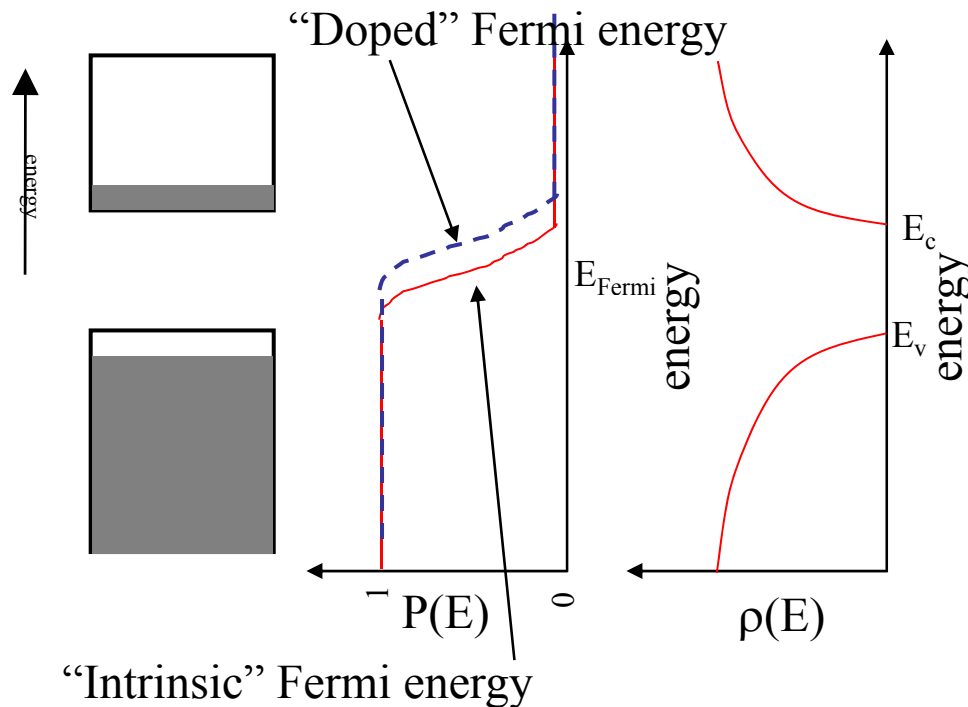 “Doped” Fermi energy
energy
E_Fermi
energy
E_c
E_v
energy
1
P(E)
0
ρ(E)
“Intrinsic” Fermi energy